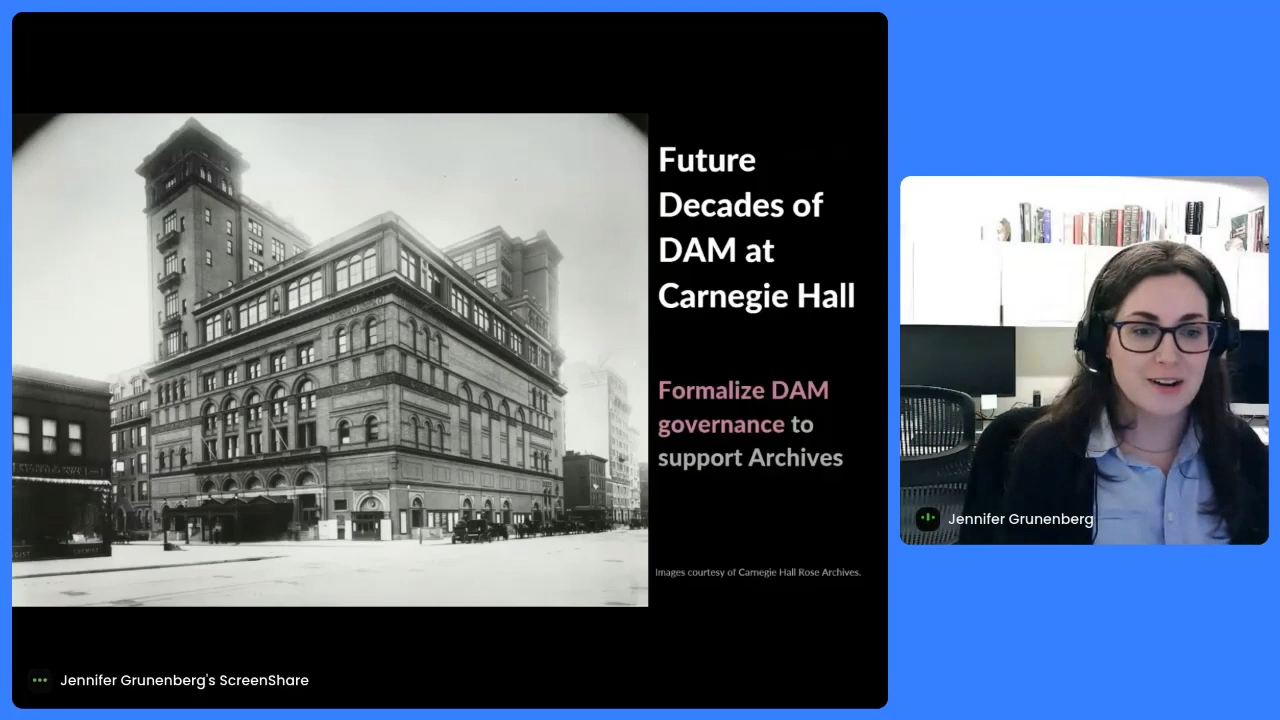 Future
Decades of
DAM at
Carnegie Hall
Formalize DAM
governance to
support Archives
Images courtesy of Carnegie Hall Rose Archives.
Jennifer Grunenberg's ScreenShare
Jennifer Grunenberg